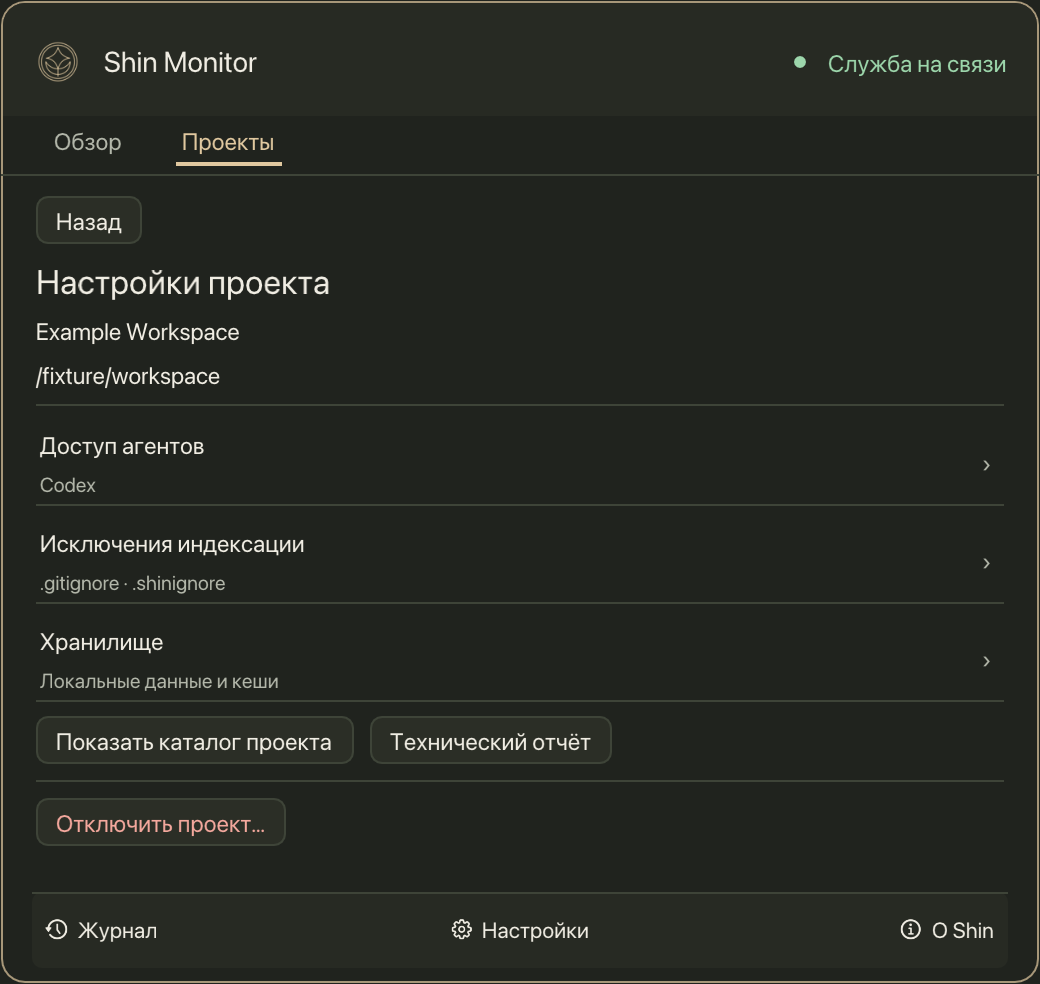 Shin Monitor
Служба на связи
Обзор
Проекты
Назад
Настройки проекта
Example Workspace
/fixture/workspace
Доступ агентов
Codex
Исключения индексации
.gitignore · .shinignore
Хранилище
Локальные данные и кеши
Показать каталог проекта
Технический отчёт
Отключить проект…
Журнал
Настройки
О Shin